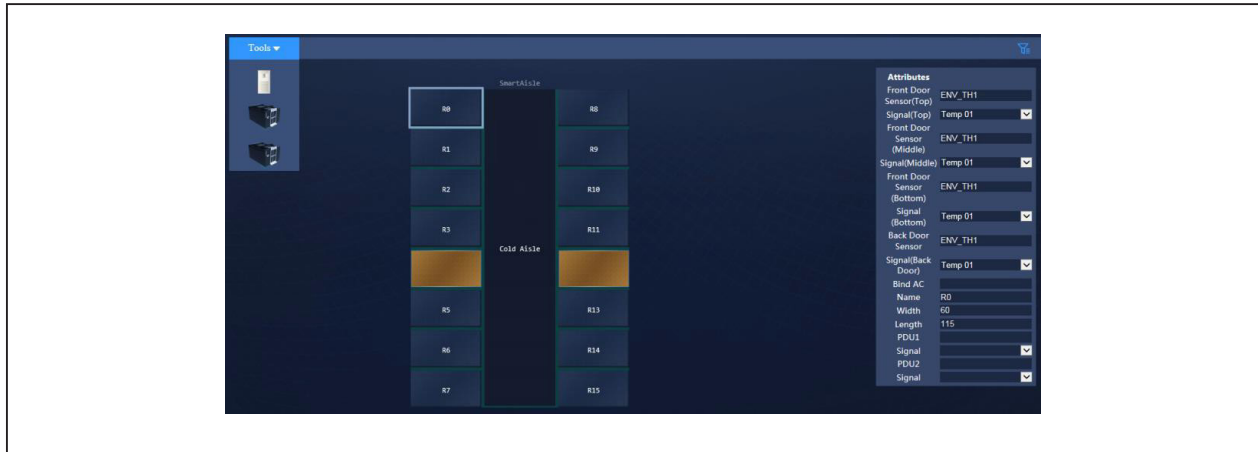 Tools
SmartAisle
R0
R8
R1
R9
R2
R10
R3
R11
Cold Aisle
R5
R13
R6
R14
R7
R15
Attributes
Front Door
Sensor(Top)
ENV_TH1
Signal(Top) Temp 01
Front Door
Sensor
(Middle)
ENV_TH1
Signal(Middle) Temp 01
Front Door
Sensor
(Bottom)
ENV_TH1
Signal
(Bottom)
Temp 01
Back Door
Sensor
ENV_TH1
Signal(Back
Door)
Temp 01
Bind AC
Name R0
Width 60
Length 115
PDU1
Signal
PDU2
Signal